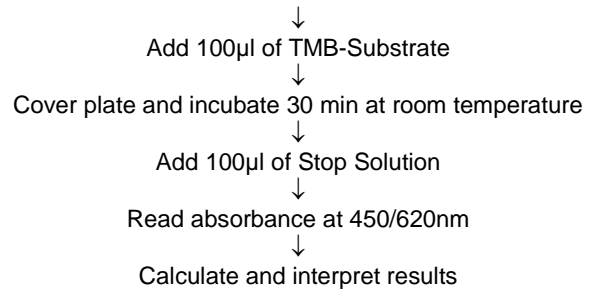 ↓
Add 100µl of TMB-Substrate
↓
Cover plate and incubate 30 min at room temperature
↓
Add 100µl of Stop Solution
↓
Read absorbance at 450/620nm
↓
Calculate and interpret results